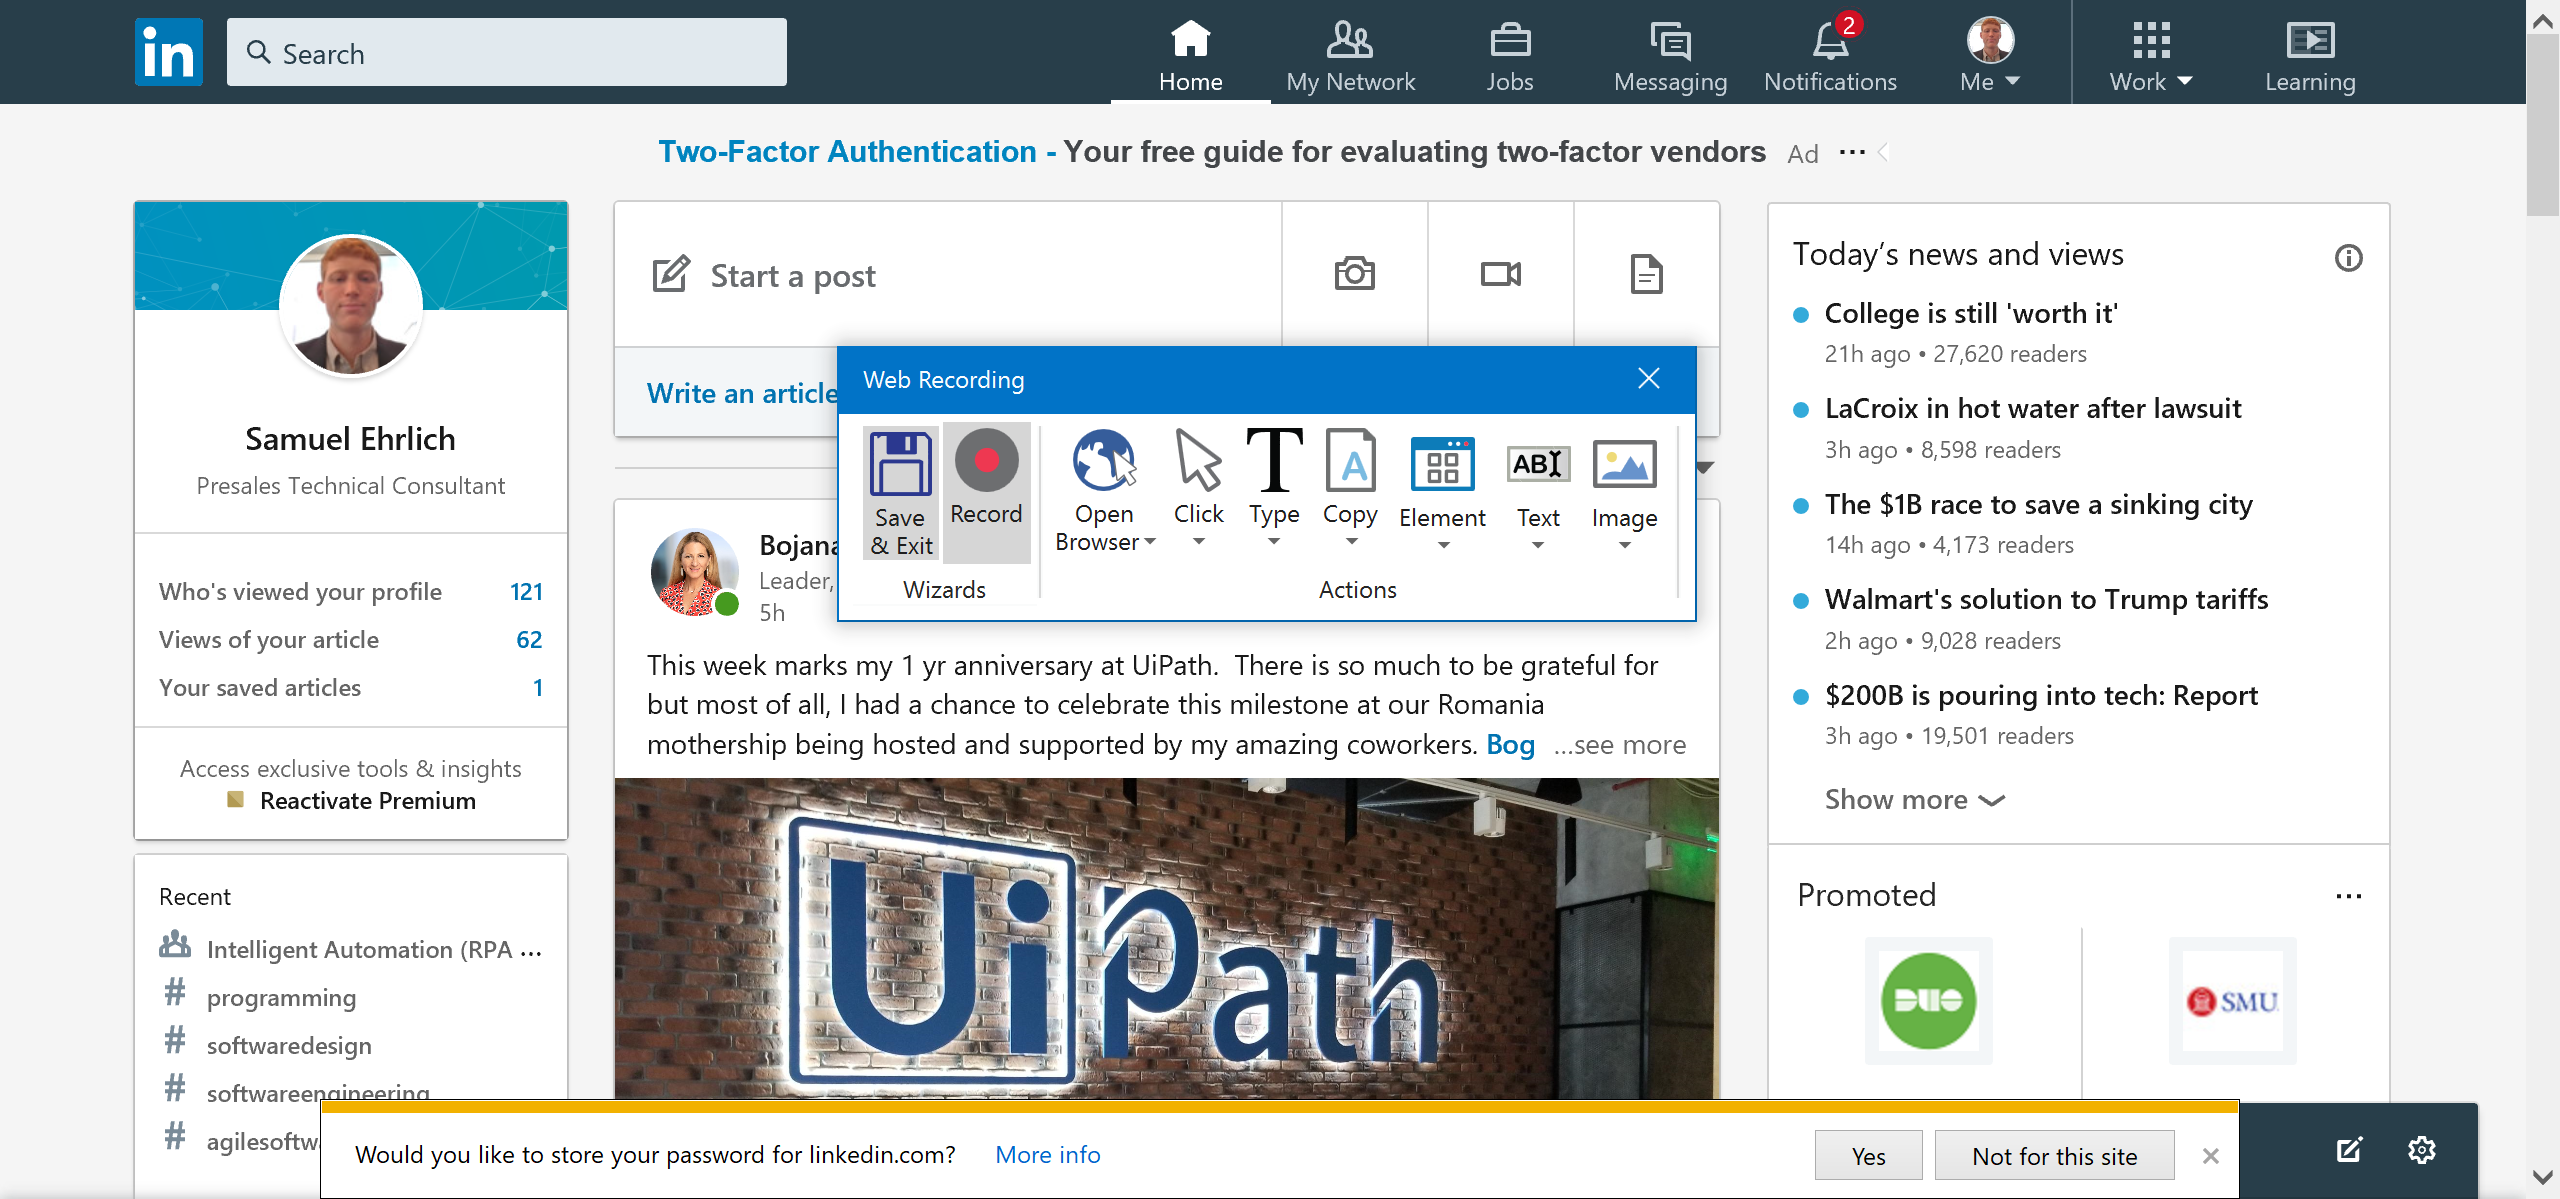 in
Search
Home
My Network
Jobs
Messaging
2
Notifications
Me
Work
Learning
Two-Factor Authentication - Your free guide for evaluating two-factor vendors Ad ...
Samuel Ehrlich
Presales Technical Consultant
Who's viewed your profile 121
Views of your article 62
Your saved articles 1
Access exclusive tools & insights
Reactivate Premium
Recent
Intelligent Automation (RPA ...
# programming
# softwaredesign
# softwareengineering
# agilesoftw
Start a post
Write an article
Web Recording
Save
& Exit
Record
Wizards
Open
Browser
Click
T
Type
A
Copy
Element
AB
Text
Image
Actions
Bojana
Leader,
5h
This week marks my 1 yr anniversary at UiPath.  There is so much to be grateful for
but most of all, I had a chance to celebrate this milestone at our Romania
mothership being hosted and supported by my amazing coworkers. Bog ...see more
UiPath
Today’s news and views
College is still 'worth it'
21h ago • 27,620 readers
LaCroix in hot water after lawsuit
3h ago • 8,598 readers
The $1B race to save a sinking city
14h ago • 4,173 readers
Walmart's solution to Trump tariffs
2h ago • 9,028 readers
$200B is pouring into tech: Report
3h ago • 19,501 readers
Show more
Promoted ...
DUO
SMU
Would you like to store your password for linkedin.com? More info
Yes
Not for this site